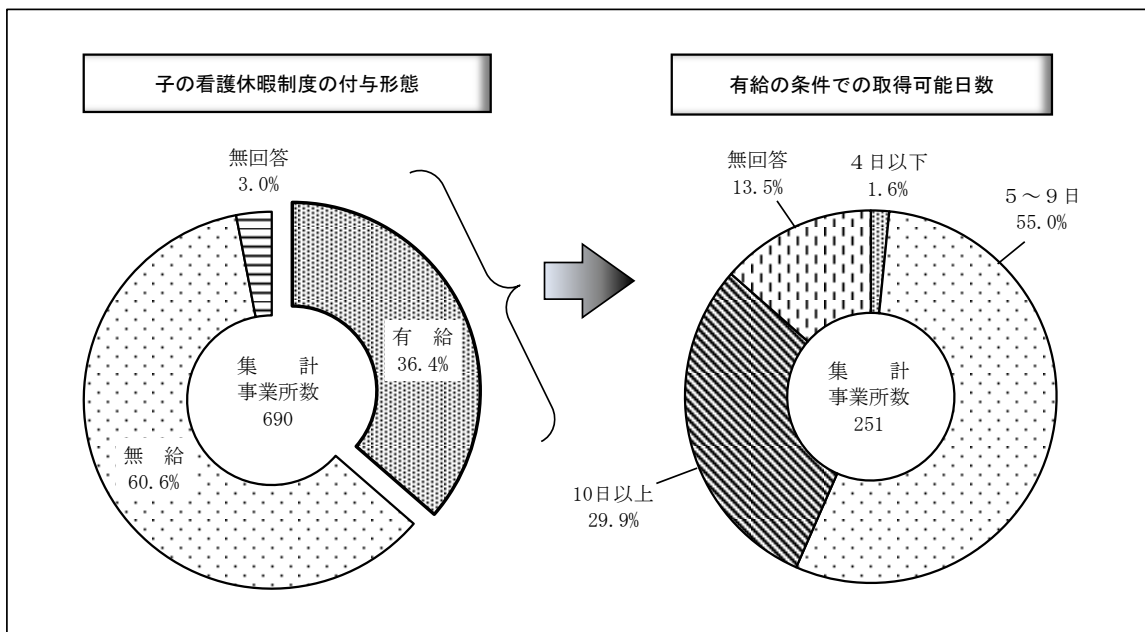 子の看護休暇制度の付与形態
無回答
3.0%
有　給
36.4%
集　計
事業所数
690
無　給
60.6%
有給の条件での取得可能日数
無回答
13.5%
４日以下
1.6%
５～９日
55.0%
集　計
事業所数
251
10日以上
29.9%